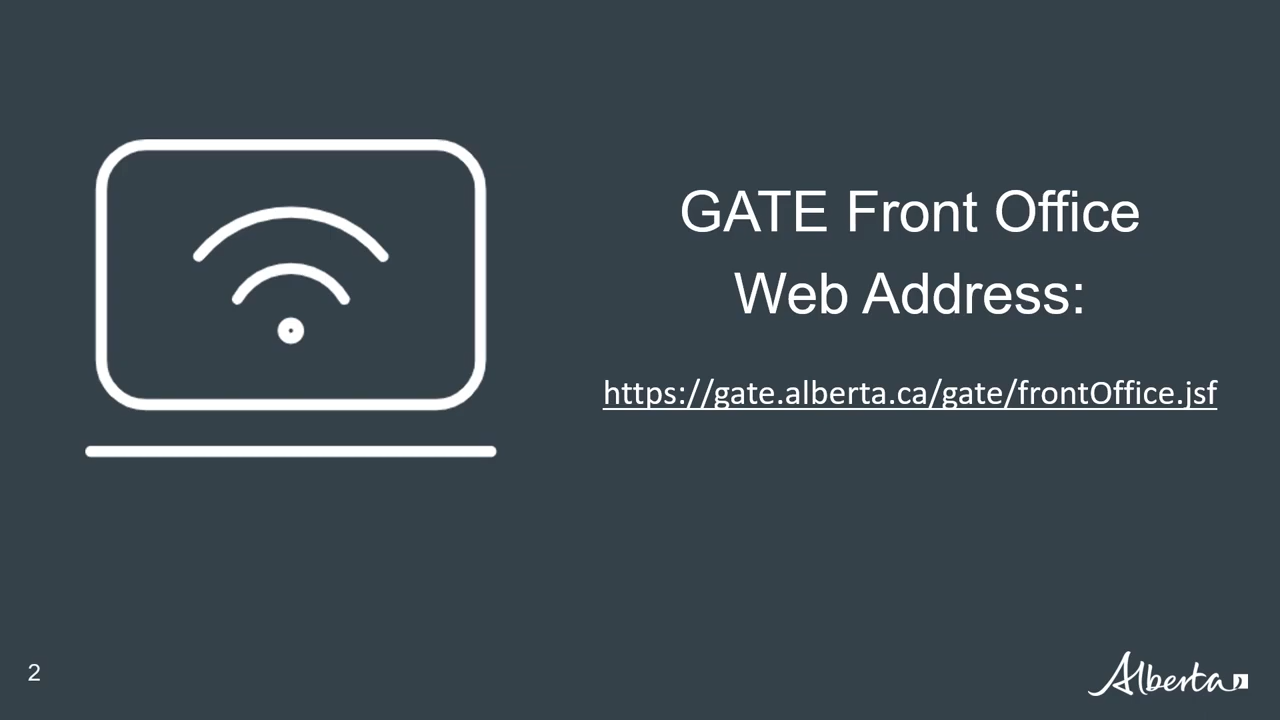 GATE Front Office
Web Address:
https://gate.alberta.ca/gate/frontOffice.jsf
2
Alberta